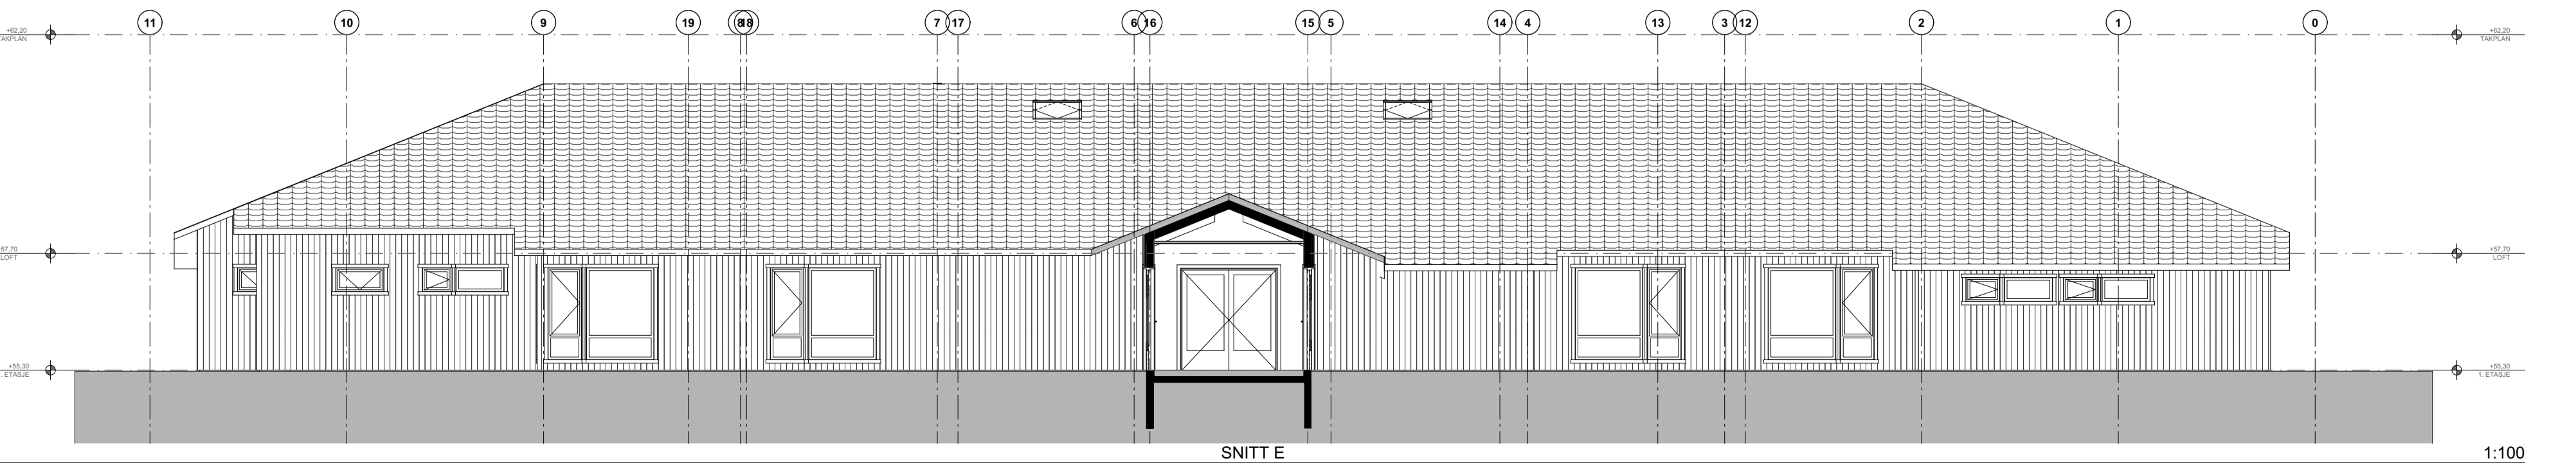 11 10 9 19 8 18 7 17 6 16 15 5 14 4 13 3 12 2 1 0
+62,20
TAKPLAN
+62,20
TAKPLAN
57,70
LOFT
+57,70
LOFT
+55,30
ETASJE
+55,30
1. ETASJE
SNITT E
1:100